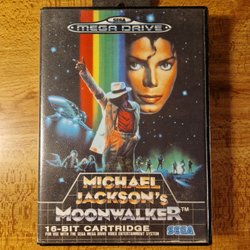 SEGA
MEGA DRIVE
MICHAEL
JACKSON's
MOONWALKER™
16-BIT CARTRIDGE
FOR USE WITH THE SEGA MEGA DRIVE VIDEO ENTERTAINMENT SYSTEM
SEGA